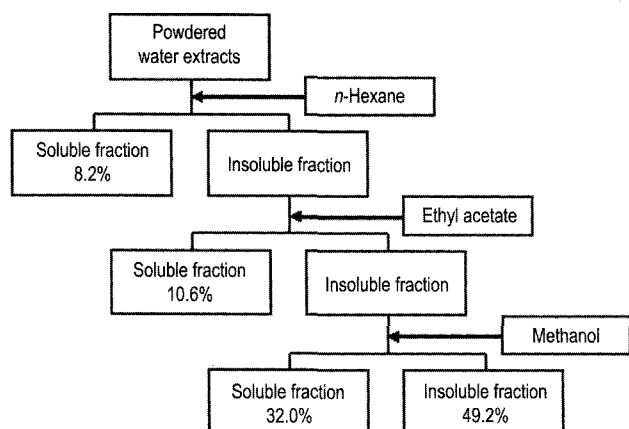 Powdered
water extracts
n-Hexane
Soluble fraction
8.2%
Insoluble fraction
Ethyl acetate
Soluble fraction
10.6%
Insoluble fraction
Methanol
Soluble fraction
32.0%
Insoluble fraction
49.2%